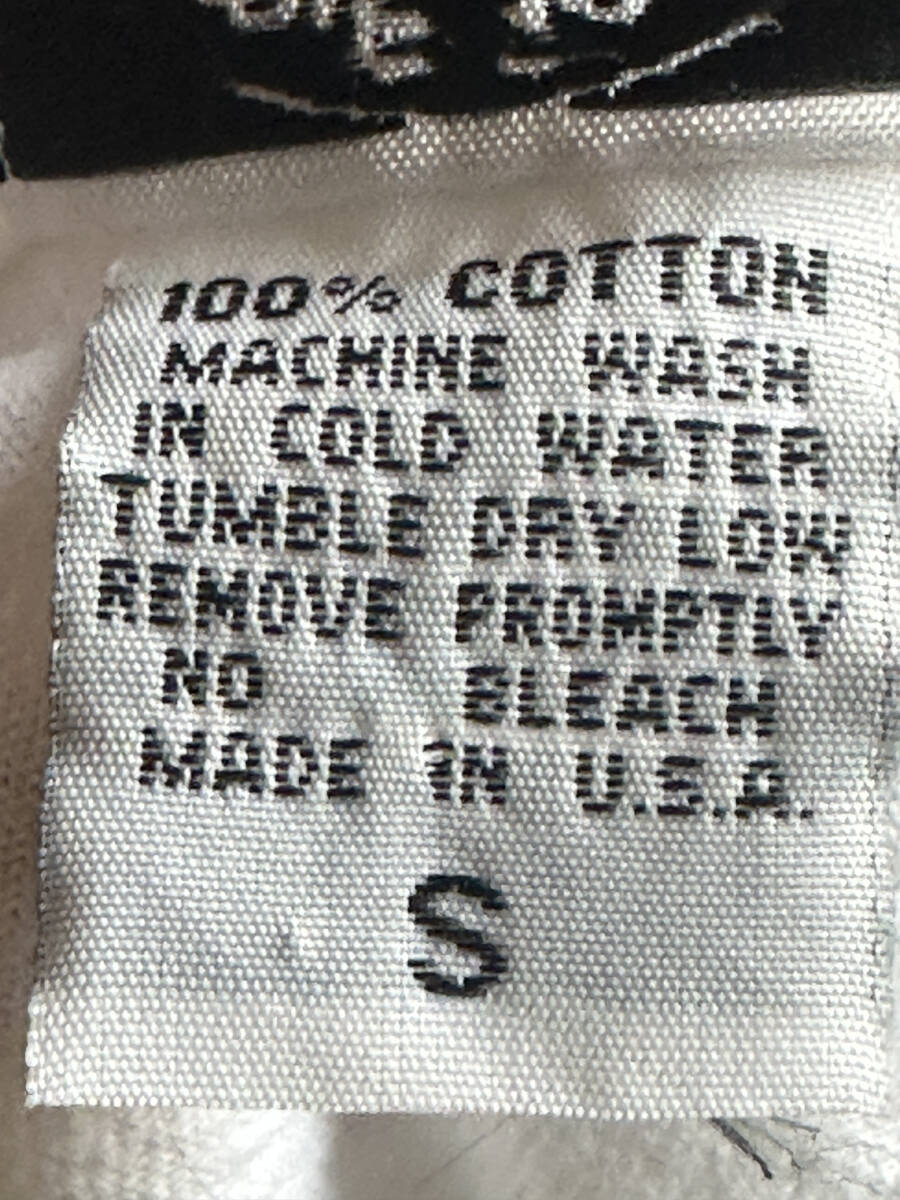 100% COTTON
MACHINE WASH
IN COLD WATER
TUMBLE DRY LOW
REMOVE PROMPTLY
NO BLEACH
MADE IN U.S.A.
S